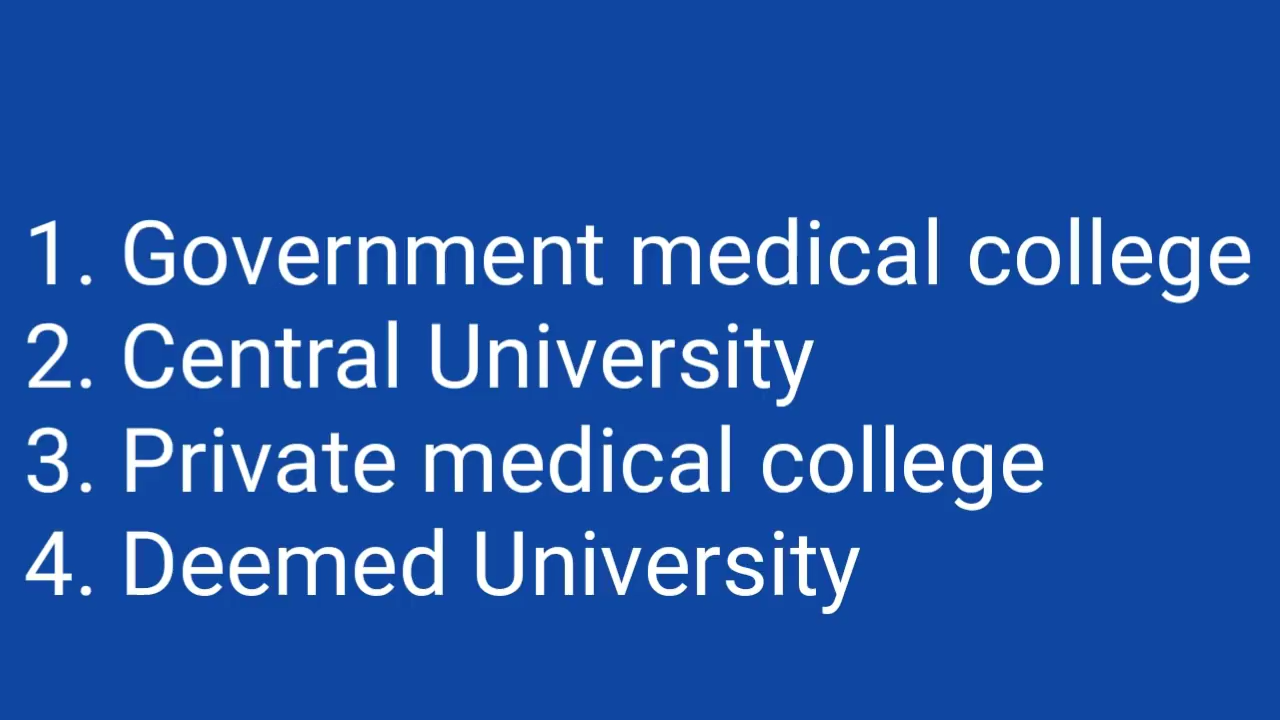 1. Government medical college
2. Central University
3. Private medical college
4. Deemed University